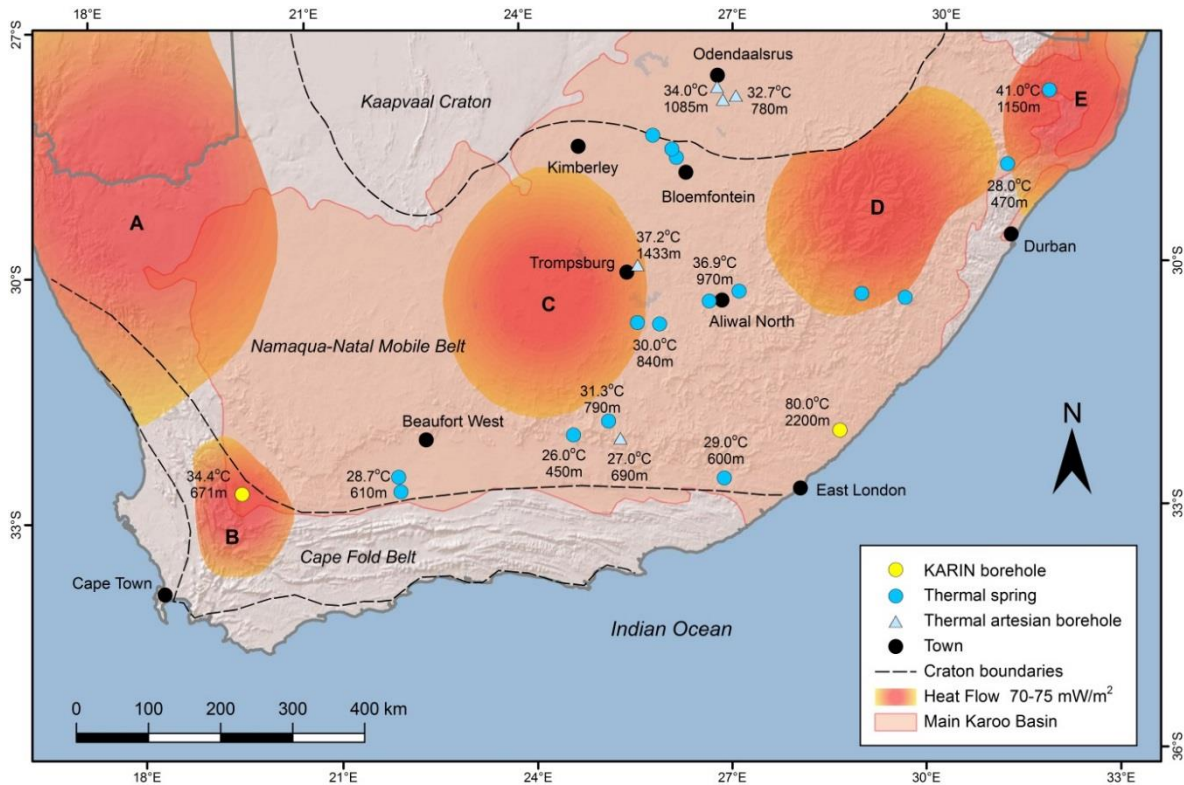 18°E
21°E
24°E
27°E
30°E
27°S
Odendaalsrus
34.0°C
1085m
32.7°C
780m
41.0°C
1150m
E
Kaapvaal Craton
Kimberley
Bloemfontein
28.0°C
470m
A
D
Durban
37.2°C
1433m
Trompsburg
36.9°C
970m
30°S
30°S
C
Aliwal North
Namaqua-Natal Mobile Belt
30.0°C
840m
31.3°C
790m
Beaufort West
80.0°C
2200m
N
26.0°C
450m
27.0°C
690m
29.0°C
600m
34.4°C
671m
28.7°C
610m
East London
33°S
33°S
B
Cape Fold Belt
Cape Town
Indian Ocean
KARIN borehole
Thermal spring
Thermal artesian borehole
Town
Craton boundaries
Heat Flow 70-75 mW/m²
Main Karoo Basin
0 100 200 300 400 km
36°S
18°E
21°E
24°E
27°E
30°E
33°E